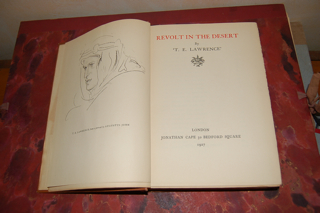 REVOLT IN THE DESERT
by
'T. E. LAWRENCE'
LONDON
JONATHAN CAPE 30 BEDFORD SQUARE
1927